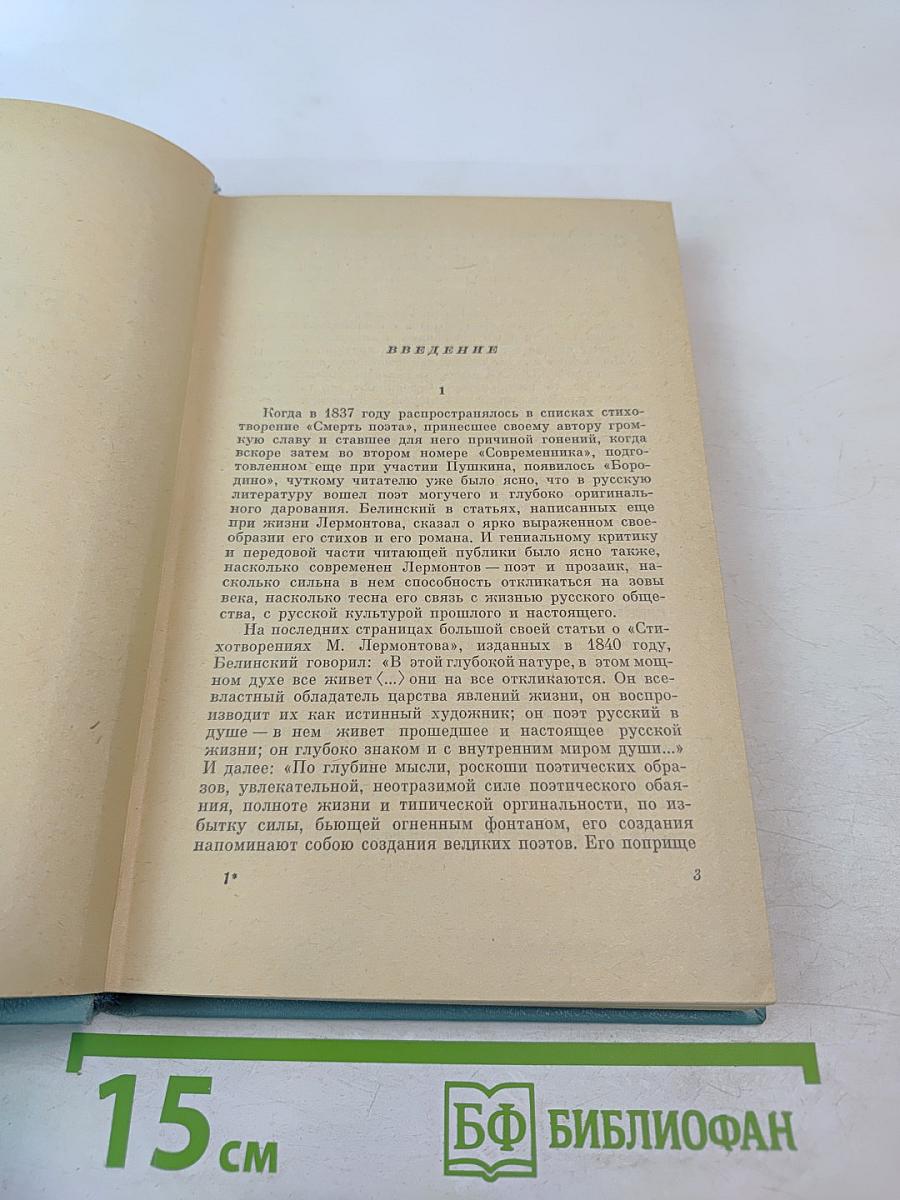 ВВЕДЕНИЕ
1
Когда в 1837 году распространялось в списках стихо-
творение «Смерть поэта», принесшее своему автору гром-
кую славу и ставшее для него причиной гонений, когда
вскоре затем во втором номере «Современника», подго-
товленном еще при участии Пушкина, появилось «Боро-
дино», чуткому читателю уже было ясно, что в русскую
литературу вошел поэт могучего и глубоко оригиналь-
ного дарования. Белинский в статьях, написанных еще
при жизни Лермонтова, сказал о ярко выраженном свое-
образии его стихов и его романа. И гениальному критику
и передовой части читающей публики было ясно также,
насколько современен Лермонтов — поэт и прозаик, на-
сколько сильна в нем способность откликаться на зовы
века, насколько тесна его связь с жизнью русского обще-
ства, с русской культурой прошлого и настоящего.
На последних страницах большой своей статьи о «Сти-
хотворениях М. Лермонтова», изданных в 1840 году,
Белинский говорил: «В этой глубокой натуре, в этом мощ-
ном духе все живет ⟨...⟩ они на все откликаются. Он все-
властный обладатель царства явлений жизни, он воспро-
изводит их как истинный художник; он поэт русский в
душе — в нем живет прошедшее и настоящее русской
жизни; он глубоко знаком и с внутренним миром души...»
И далее: «По глубине мысли, роскоши поэтических обра-
зов, увлекательной, неотразимой силе поэтического обая-
ния, полноте жизни и типической оргинальности, по из-
бытку силы, бьющей огненным фонтаном, его создания
напоминают собою создания великих поэтов. Его поприще
1*
3
15 см
БФ БИБЛИОФАН